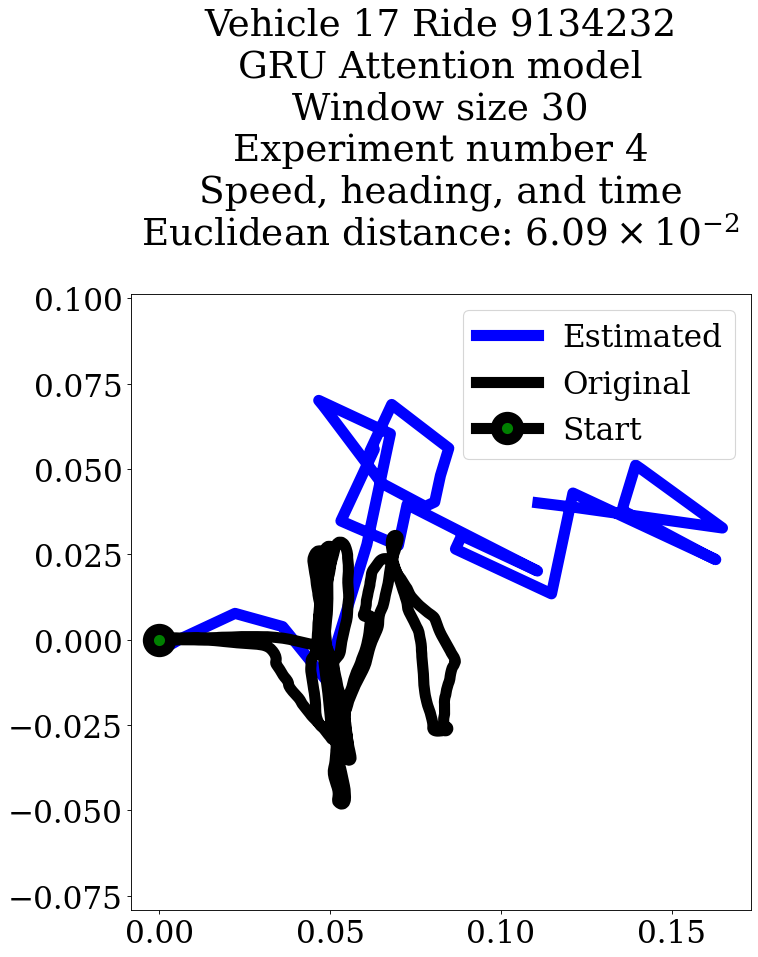 Vehicle 17 Ride 9134232
GRU Attention model
Window size 30
Experiment number 4
Speed, heading, and time
Euclidean distance: 6.09 × 10⁻²
0.100
0.075
0.050
0.025
0.000
−0.025
−0.050
−0.075
Estimated
Original
Start
0.00 0.05 0.10 0.15